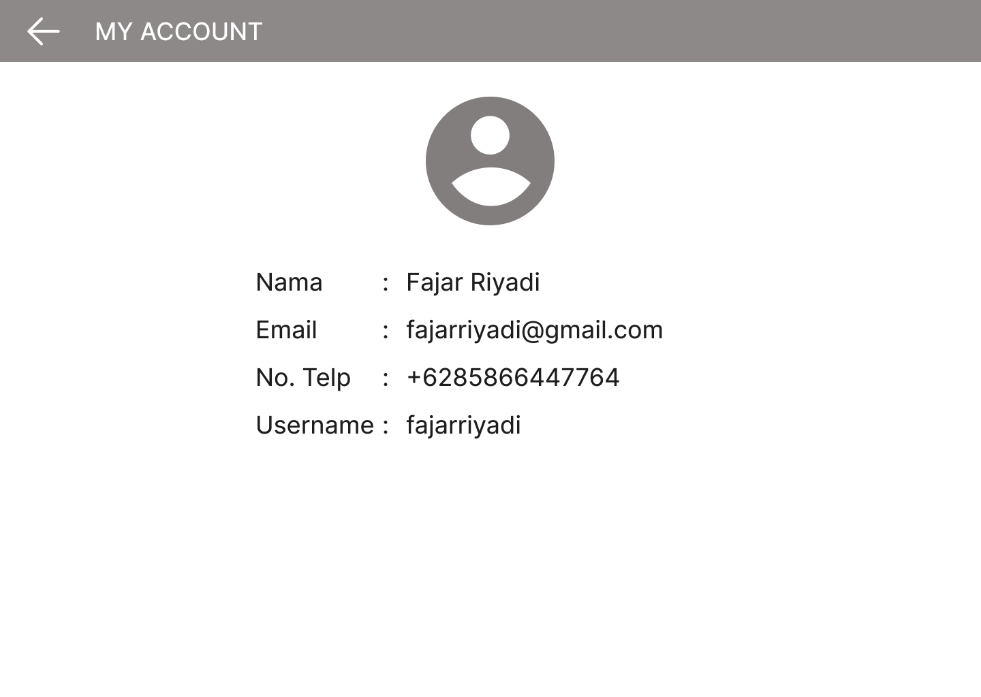 MY ACCOUNT
Nama : Fajar Riyadi
Email : fajarriyadi@gmail.com
No. Telp : +6285866447764
Username : fajarriyadi